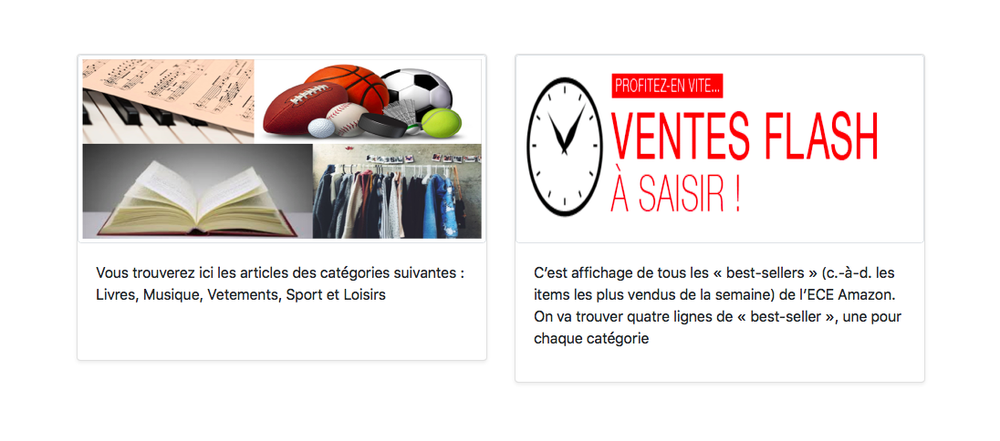 Vous trouverez ici les articles des catégories suivantes :
Livres, Musique, Vetements, Sport et Loisirs
PROFITEZ-EN VITE...
VENTES FLASH
À SAISIR !
C’est affichage de tous les « best-sellers » (c.-à-d. les
items les plus vendus de la semaine) de l’ECE Amazon.
On va trouver quatre lignes de « best-seller », une pour
chaque catégorie